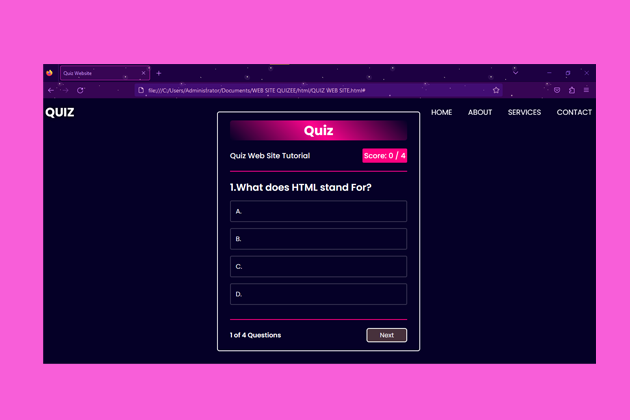 Quiz Website
file:///C:/Users/Administrator/Documents/WEB SITE QUIZEE/html/QUIZ WEB SITE.html#
QUIZ
HOME ABOUT SERVICES CONTACT
Quiz
Quiz Web Site Tutorial Score: 0 / 4
1.What does HTML stand For?
A.
B.
C.
D.
1 of 4 Questions Next